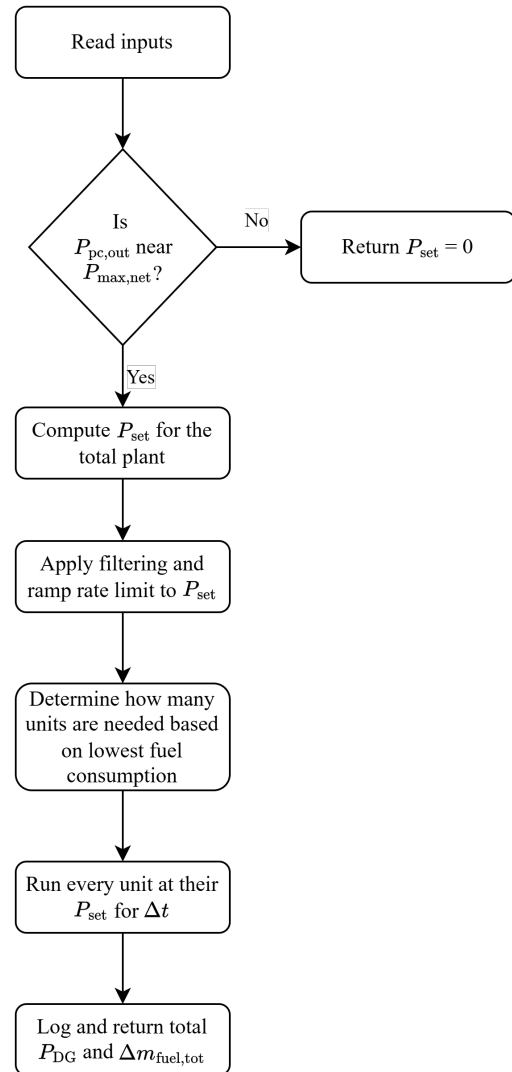 Read inputs
Is
P_pc,out near
P_max,net?
No
Return P_set = 0
Yes
Compute P_set for the
total plant
Apply filtering and
ramp rate limit to P_set
Determine how many
units are needed based
on lowest fuel
consumption
Run every unit at their
P_set for Δt
Log and return total
P_DG and Δm_fuel,tot